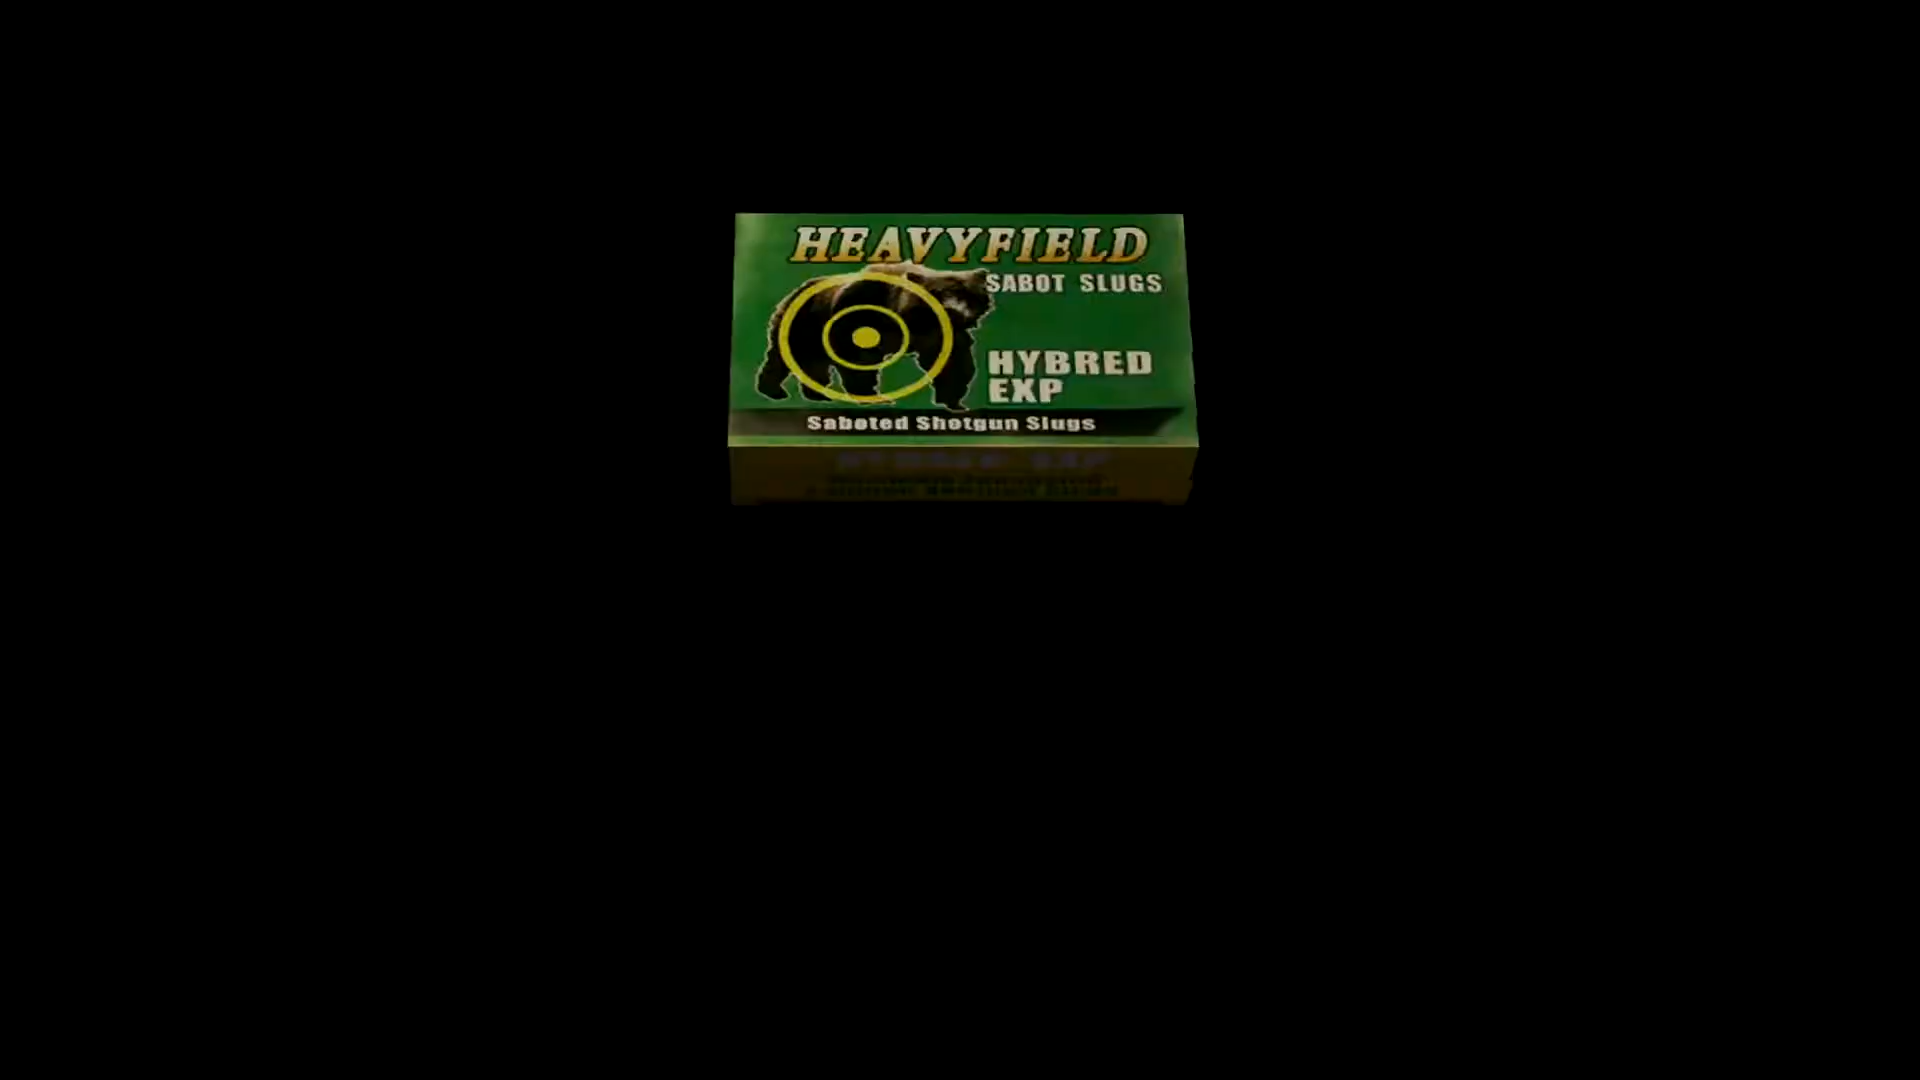 HEAVYFIELD
SABOT SLUGS
HYBRED
EXP
Saboted Shotgun Slugs